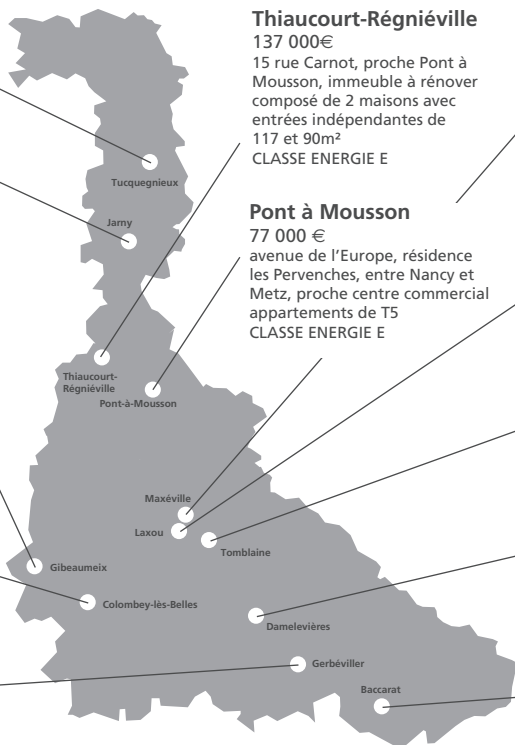 Thiaucourt-Régniéville
137 000€
15 rue Carnot, proche Pont à
Mousson, immeuble à rénover
composé de 2 maisons avec
entrées indépendantes de
117 et 90m²
CLASSE ENERGIE E
Pont à Mousson
77 000 €
avenue de l’Europe, résidence
les Pervenches, entre Nancy et
Metz, proche centre commercial
appartements de T5
CLASSE ENERGIE E
Tucquegnieux
Jarny
Thiaucourt-
Régniéville
Pont-à-Mousson
Maxéville
Laxou
Tomblaine
Gibeaumeix
Colombey-lès-Belles
Damelevières
Gerbéviller
Baccarat